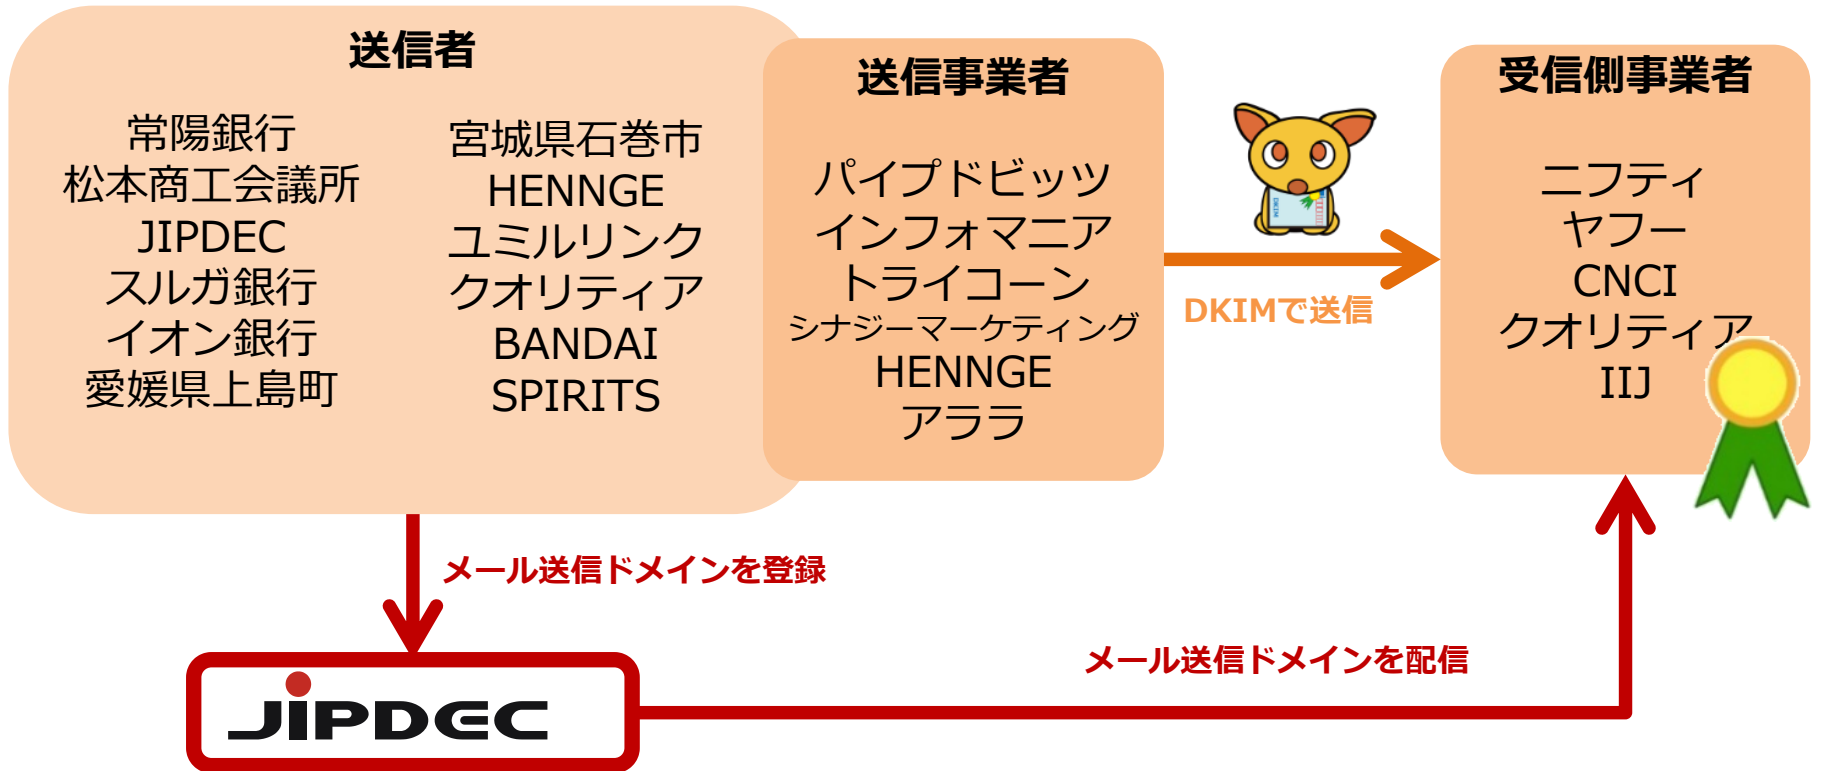 送信者
常陽銀行
松本商工会議所
JIPDEC
スルガ銀行
イオン銀行
愛媛県上島町
宮城県石巻市
HENNGE
ユミルリンク
クオリティア
BANDAI
SPIRITS
送信事業者
パイプドビッツ
インフォマニア
トライコーン
シナジーマーケティング
HENNGE
アララ
DKIM
DKIMで送信
受信側事業者
ニフティ
ヤフー
CNCI
クオリティア
IIJ
メール送信ドメインを登録
JIPDEC
メール送信ドメインを配信